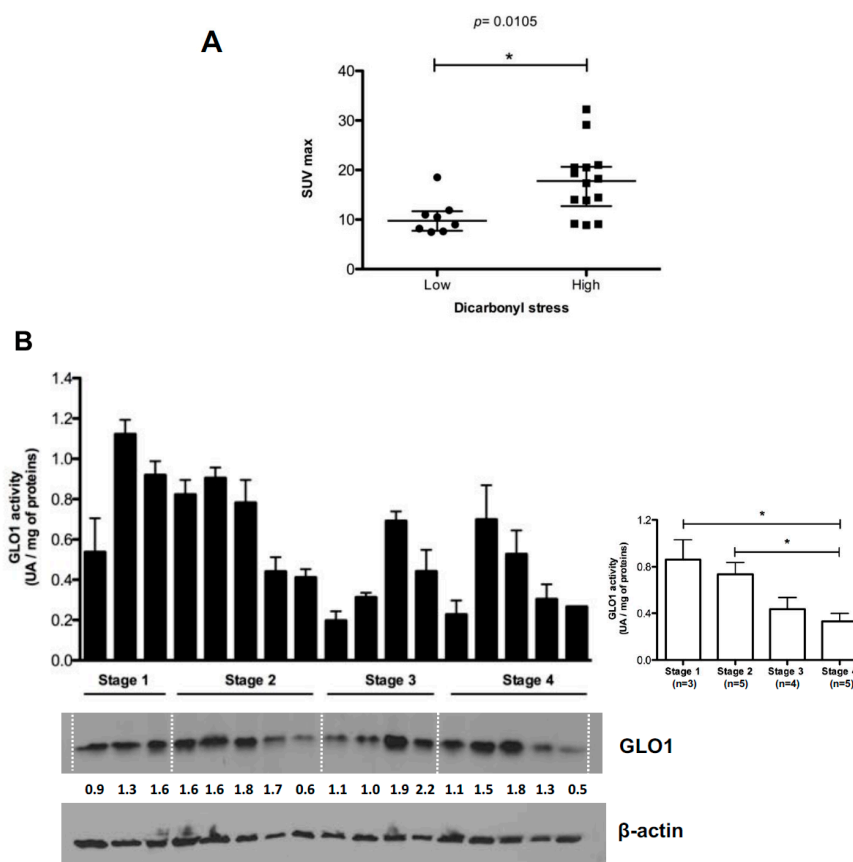 A
p= 0.0105
*
40
30
20
10
0
SUV max
Low High
Dicarbonyl stress
B
1.4
1.2
1.0
0.8
0.6
0.4
0.2
0.0
GLO1 activity
(UA / mg of proteins)
Stage 1 Stage 2 Stage 3 Stage 4
1.2
0.8
0.4
0.0
GLO1 activity
(UA / mg of proteins)
*
*
Stage 1 Stage 2 Stage 3 Stage
(n=3) (n=5) (n=4) (n=5)
GLO1
0.9 1.3 1.6 1.6 1.6 1.8 1.7 0.6 1.1 1.0 1.9 2.2 1.1 1.5 1.8 1.3 0.5
β-actin